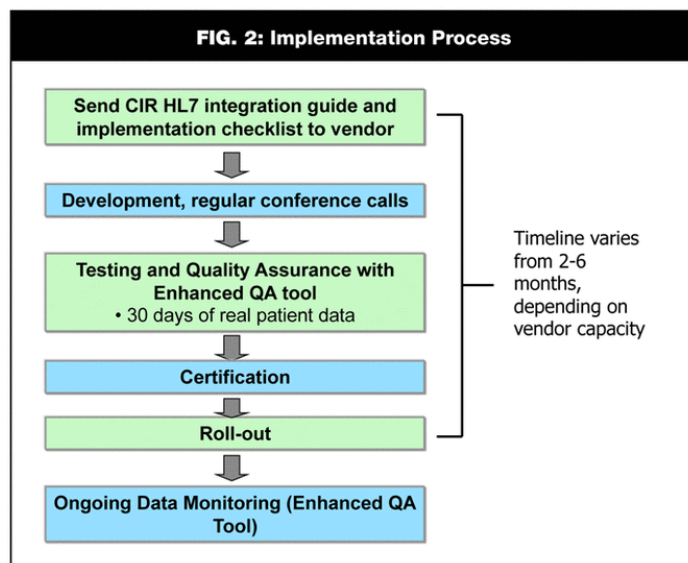 FIG. 2: Implementation Process
Send CIR HL7 integration guide and
implementation checklist to vendor
Development, regular conference calls
Testing and Quality Assurance with
Enhanced QA tool
• 30 days of real patient data
Certification
Roll-out
Ongoing Data Monitoring (Enhanced QA
Tool)
Timeline varies
from 2-6
months,
depending on
vendor capacity